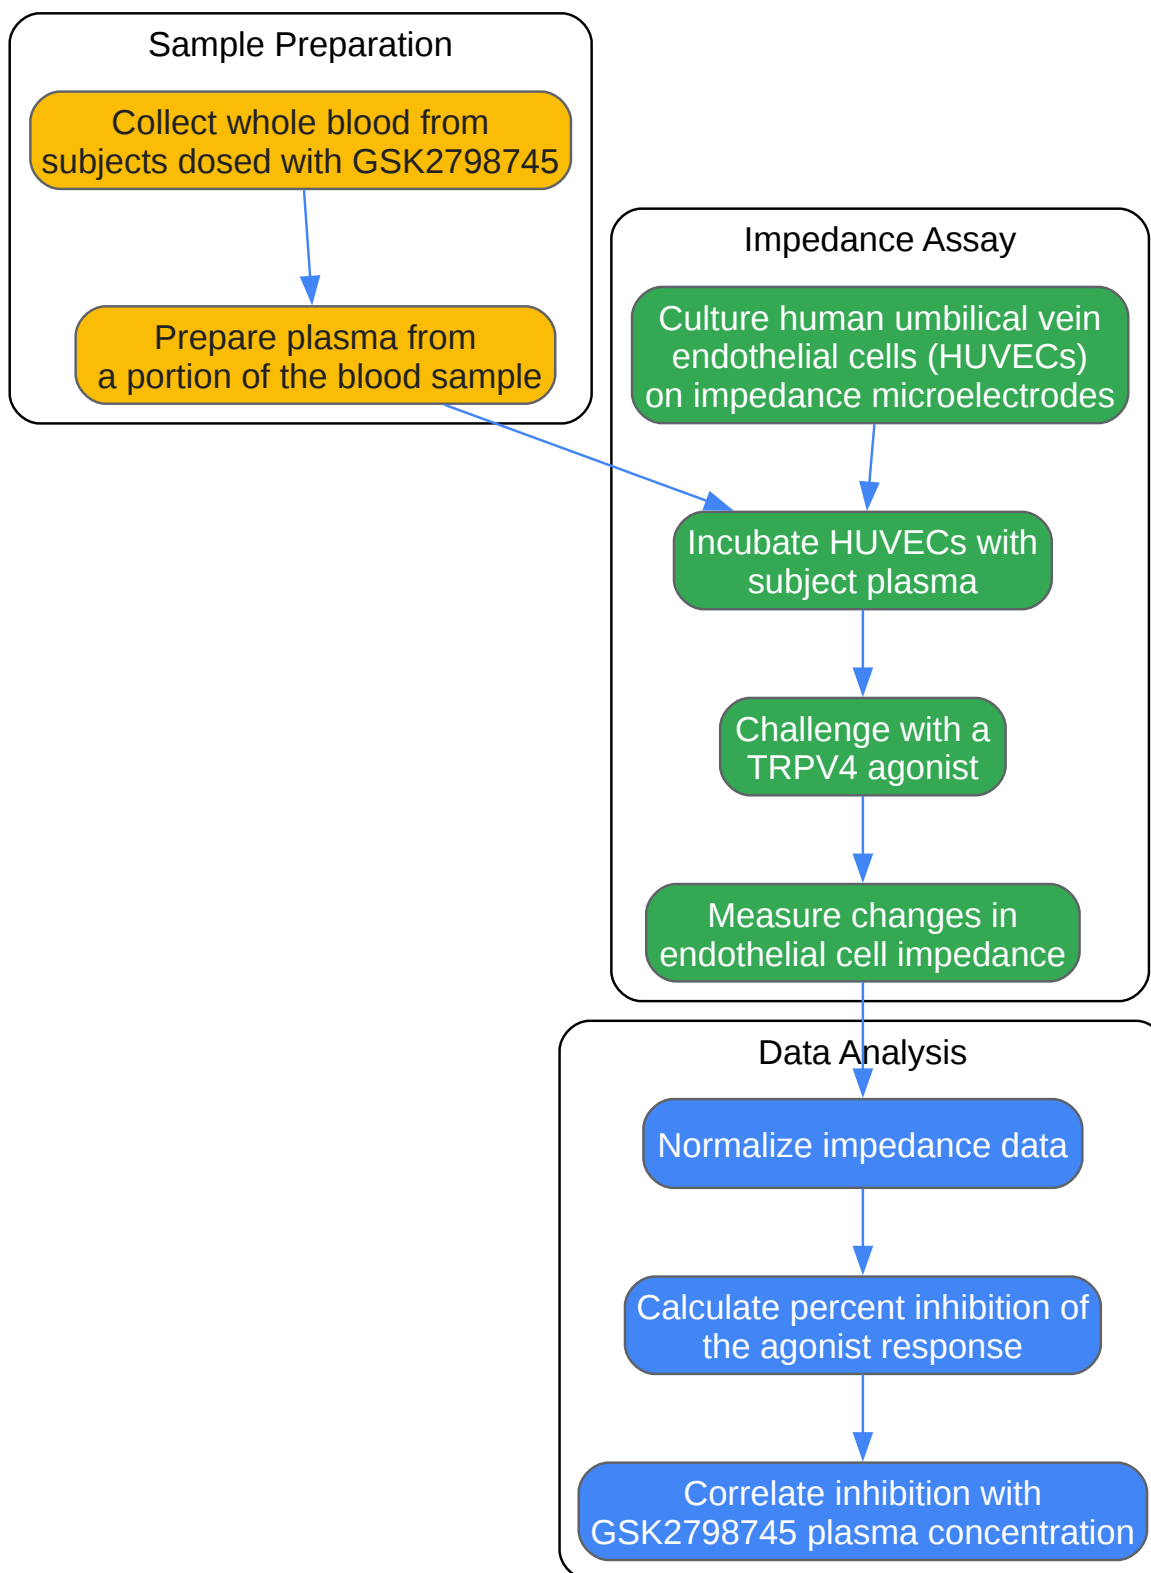 Sample Preparation
Collect whole blood from
subjects dosed with GSK2798745
Prepare plasma from
a portion of the blood sample
Impedance Assay
Culture human umbilical vein
endothelial cells (HUVECs)
on impedance microelectrodes
Incubate HUVECs with
subject plasma
Challenge with a
TRPV4 agonist
Measure changes in
endothelial cell impedance
Data Analysis
Normalize impedance data
Calculate percent inhibition of
the agonist response
Correlate inhibition with
GSK2798745 plasma concentration